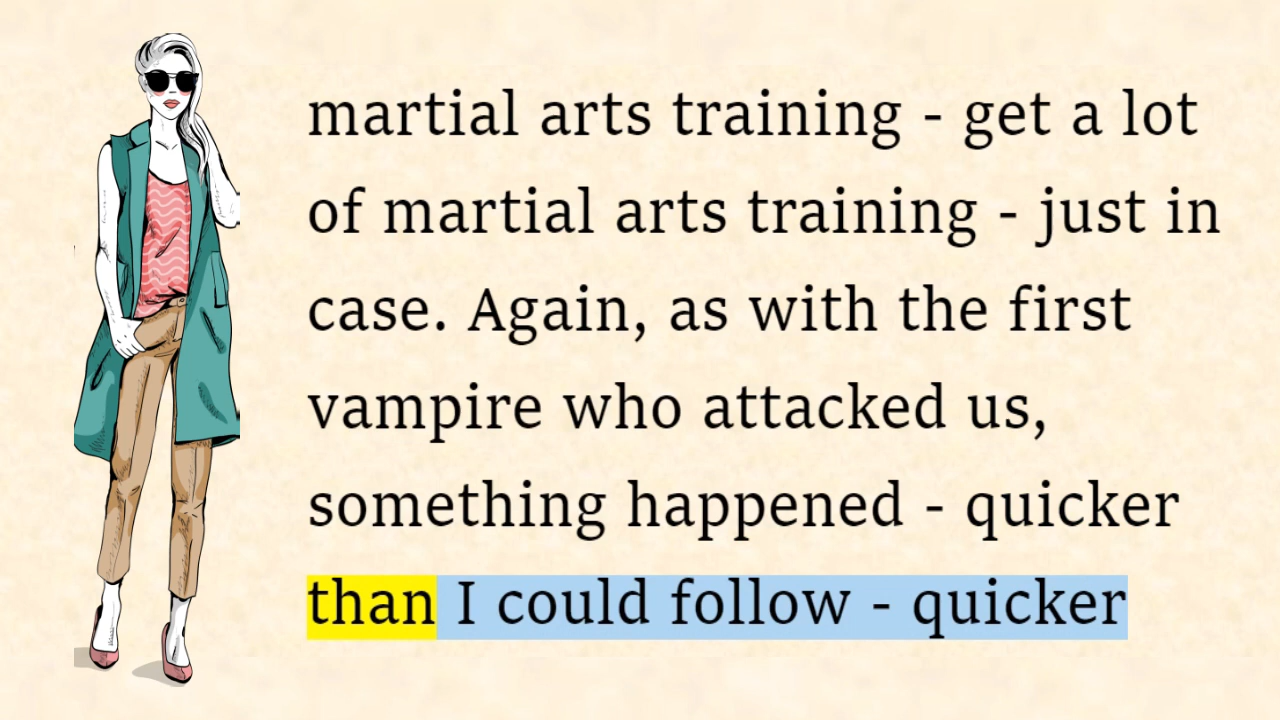 martial arts training - get a lot
of martial arts training - just in
case. Again, as with the first
vampire who attacked us,
something happened - quicker
than I could follow - quicker